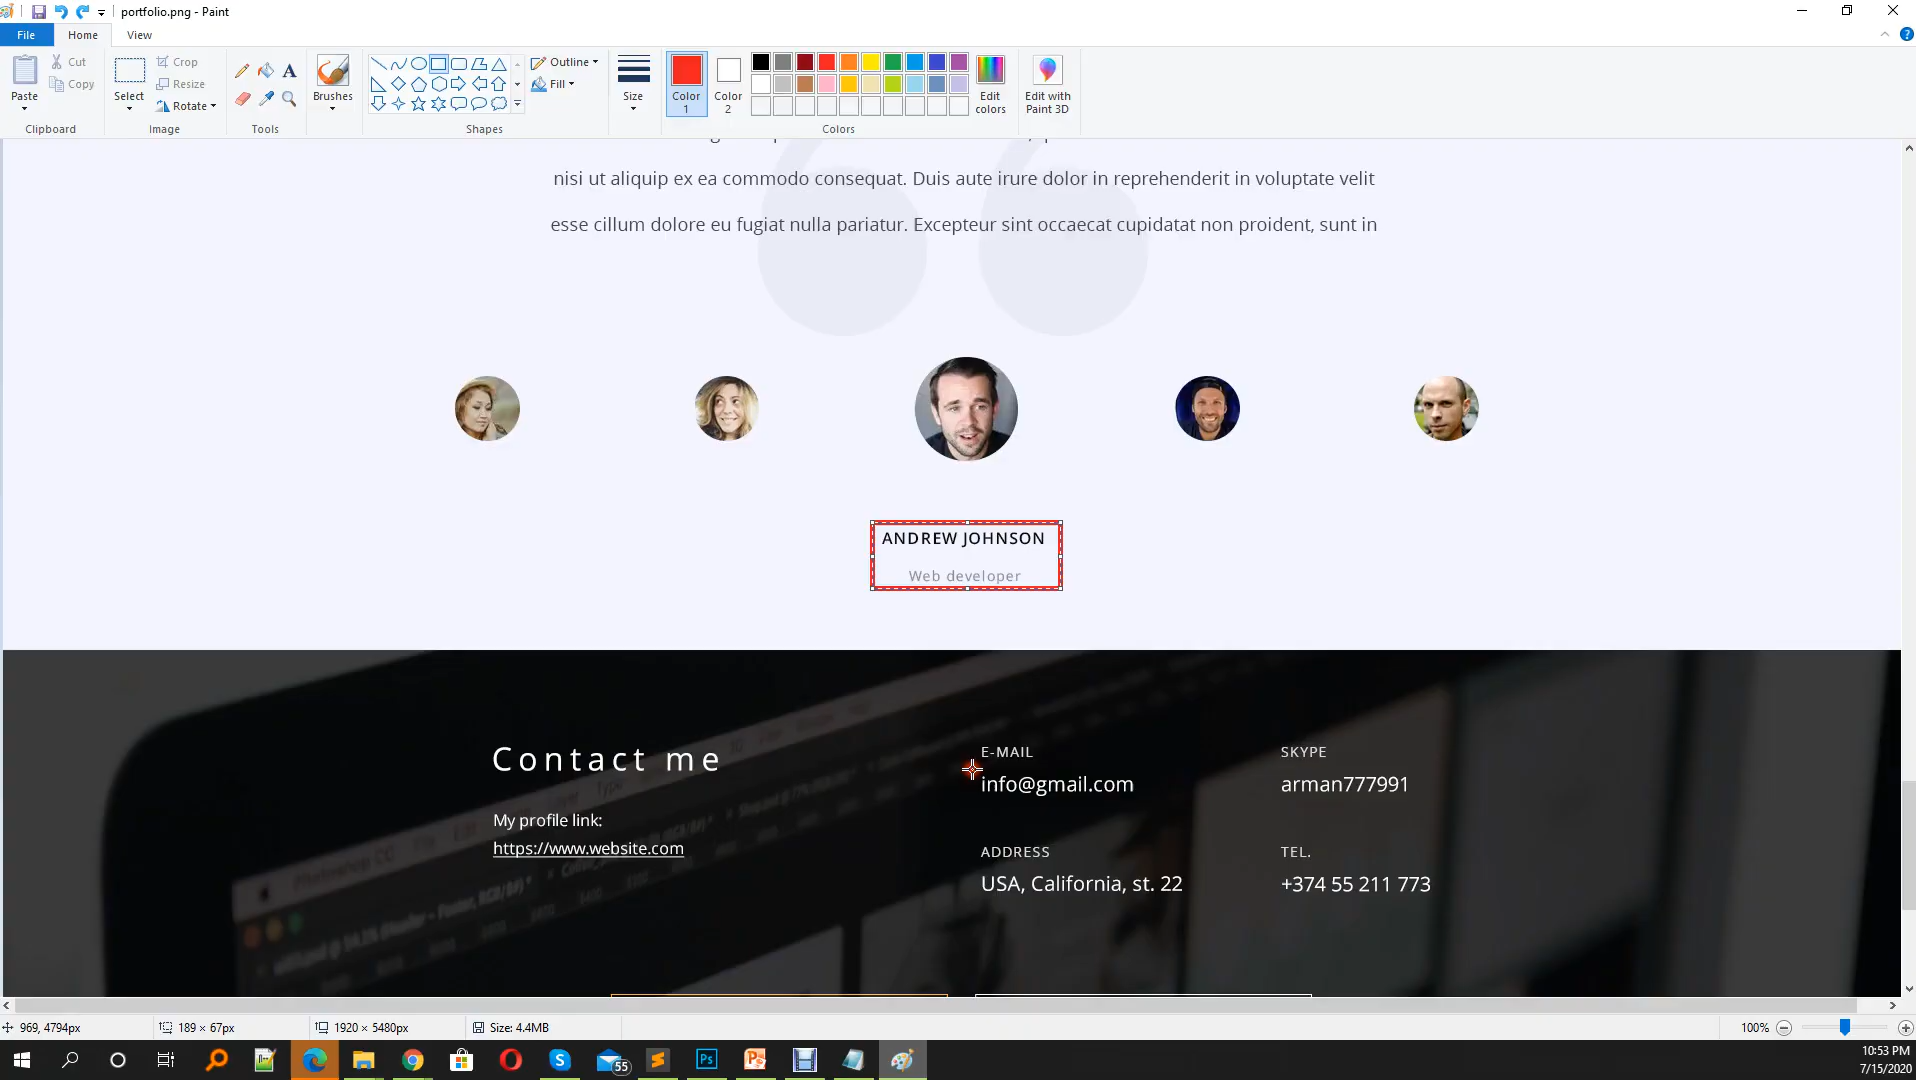 portfolio.png - Paint
File
Home
View
Paste
Cut
Copy
Clipboard
Select
Crop
Resize
Rotate
Image
A
Tools
Brushes
Outline
Fill
Shapes
Size
Color
1
Color
2
Colors
Edit
colors
Edit with
Paint 3D
nisi ut aliquip ex ea commodo consequat. Duis aute irure dolor in reprehenderit in voluptate velit
esse cillum dolore eu fugiat nulla pariatur. Excepteur sint occaecat cupidatat non proident, sunt in
ANDREW JOHNSON
Web developer
Contact me
My profile link:
https://www.website.com
E-MAIL
info@gmail.com
SKYPE
arman777991
ADDRESS
USA, California, st. 22
TEL.
+374 55 211 773
Photoshop CC
969, 4794px
189 × 67px
1920 × 5480px
Size: 4.4MB
100%
55
Ps
10:53 PM
7/15/2020